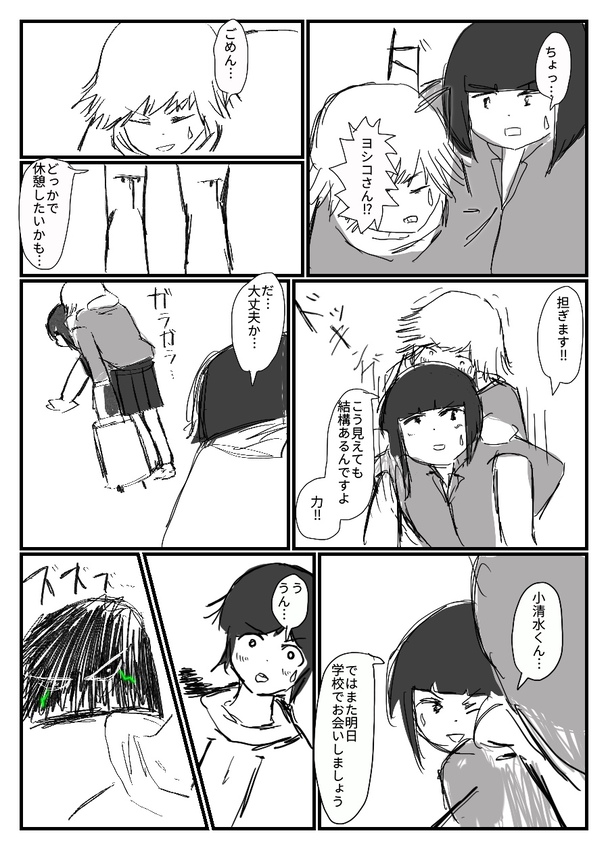 ちょっ…
ダ
ヨシコさん⁉
ごめん…
どっかで
休憩したいかも…
担ぎます‼
ヨッ
こう見えても
結構あるんですよ
力‼
だ…
大丈夫か…
ガラガラ…
小清水くん…
ではまた明日
学校でお会いしましょう
う
うん…
ズズズ